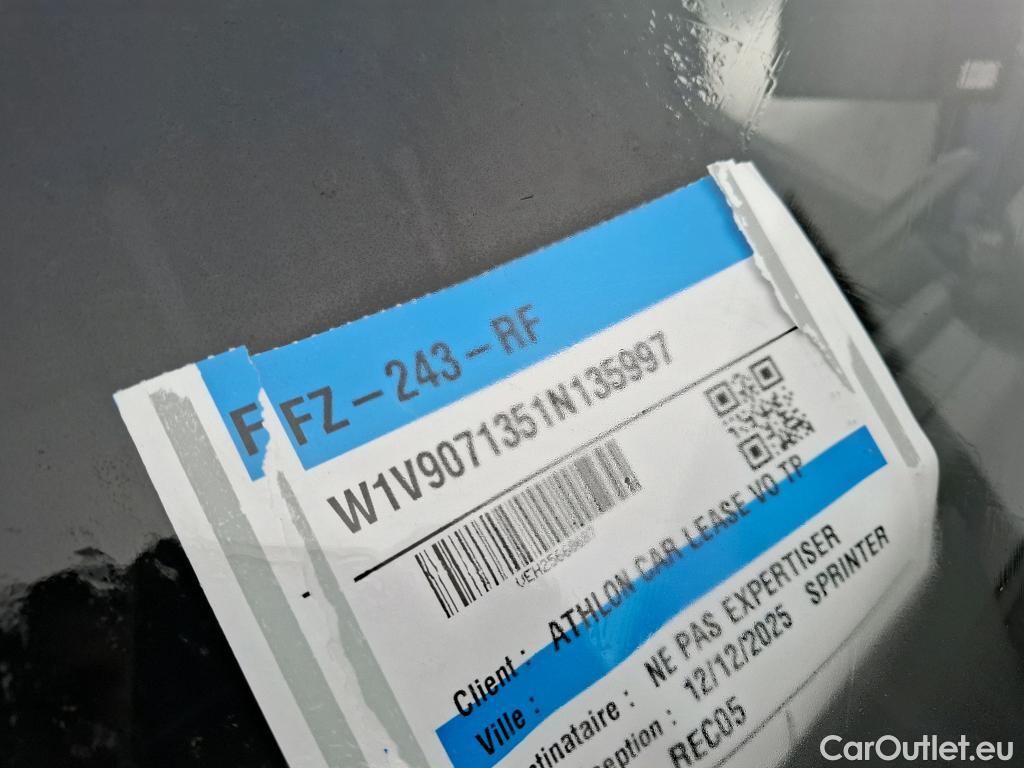 F
FZ-243-RF
W1V9071351N135997
Client : ATHLON CAR LEASE VO TP
Ville :
stinataire : NE PAS EXPERTISER
eption : 12/12/2025 SPRINTER
REC05
CarOutlet.eu